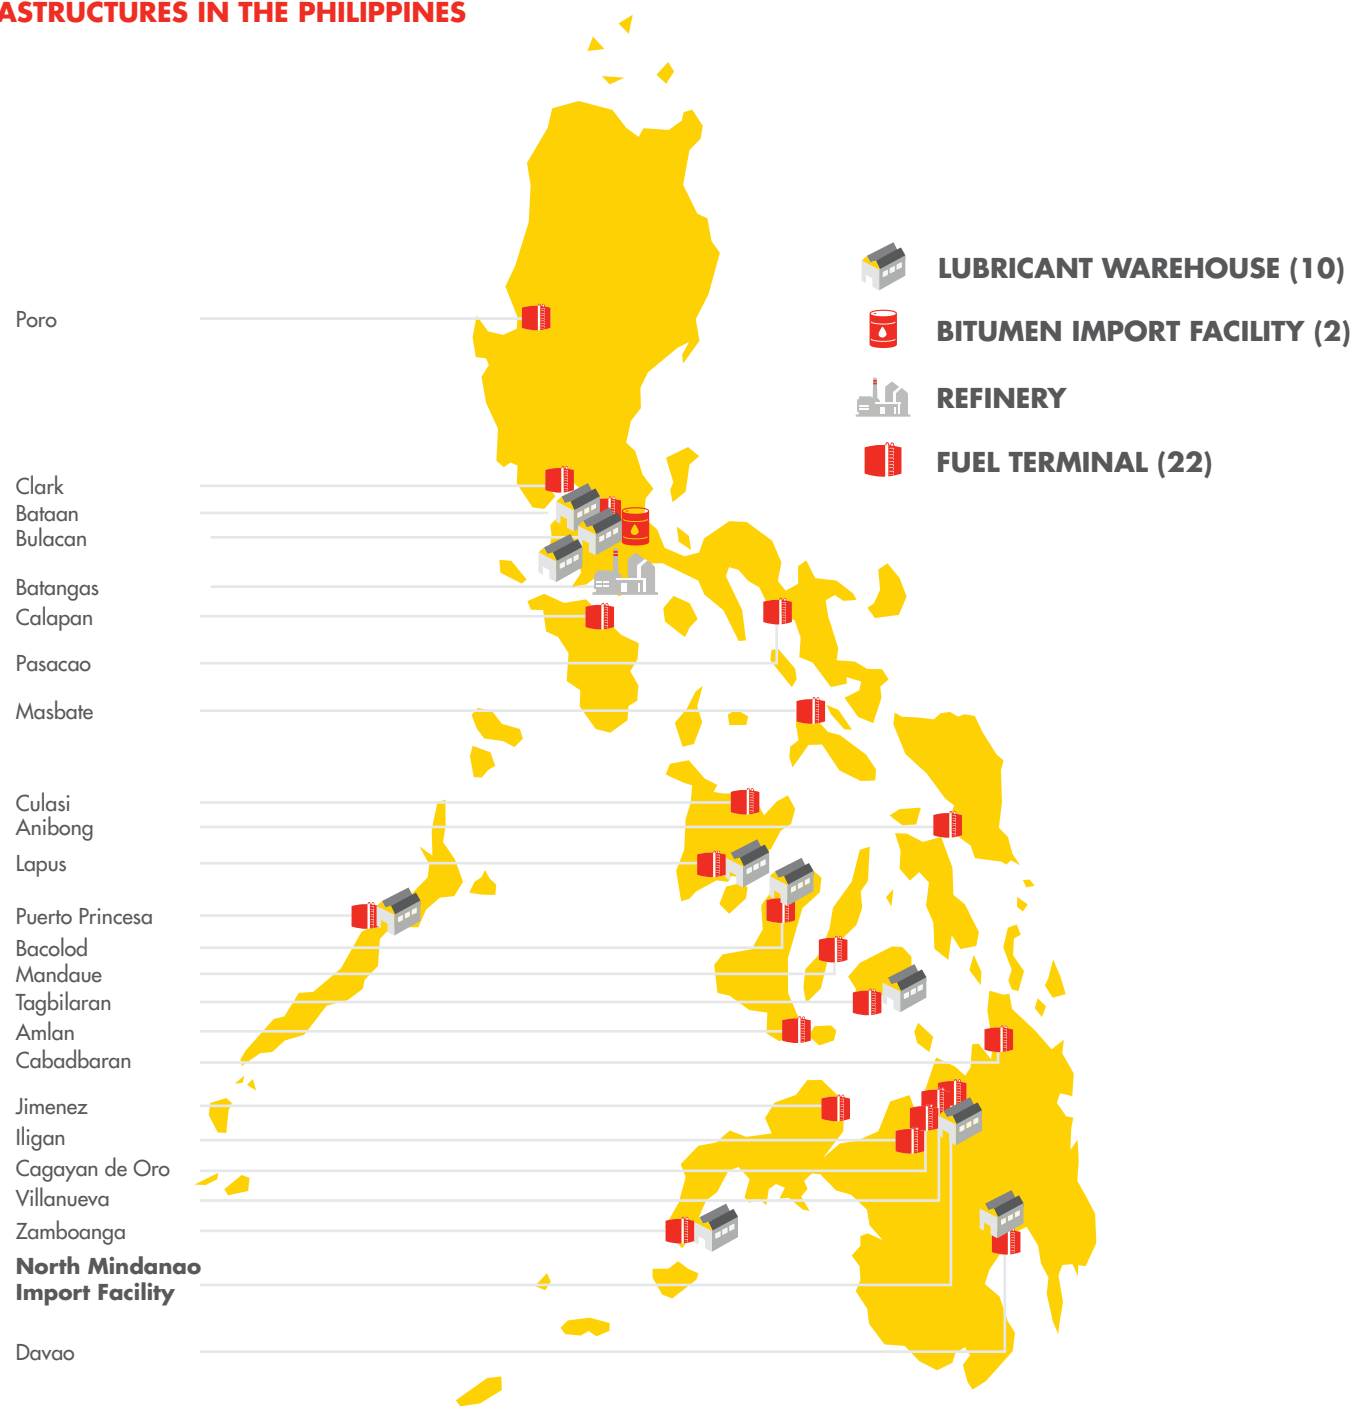 ASTRUCTURES IN THE PHILIPPINES
LUBRICANT WAREHOUSE (10)
BITUMEN IMPORT FACILITY (2)
REFINERY
FUEL TERMINAL (22)
Poro
Clark
Bataan
Bulacan
Batangas
Calapan
Pasacao
Masbate
Culasi
Anibong
Lapus
Puerto Princesa
Bacolod
Mandaue
Tagbilaran
Amlan
Cabadbaran
Jimenez
Iligan
Cagayan de Oro
Villanueva
Zamboanga
North Mindanao
Import Facility
Davao